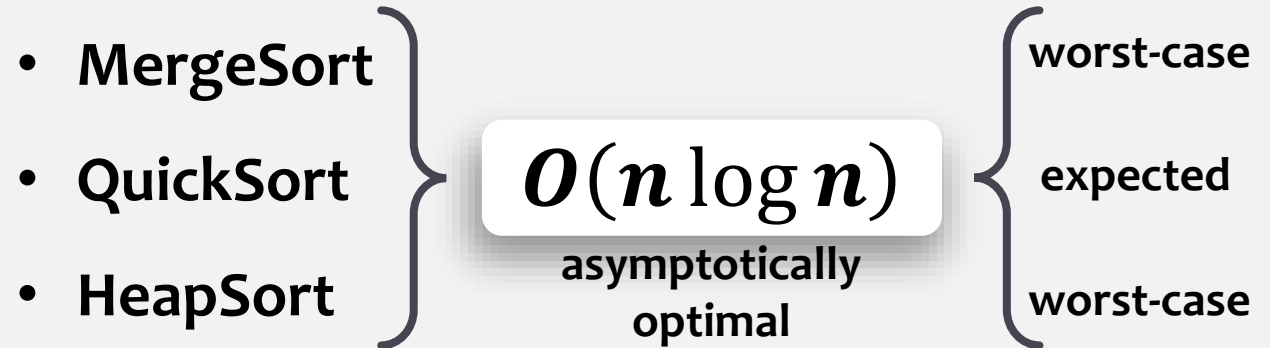 • MergeSort
• QuickSort
• HeapSort
O(n log n)
asymptotically
optimal
worst-case
expected
worst-case